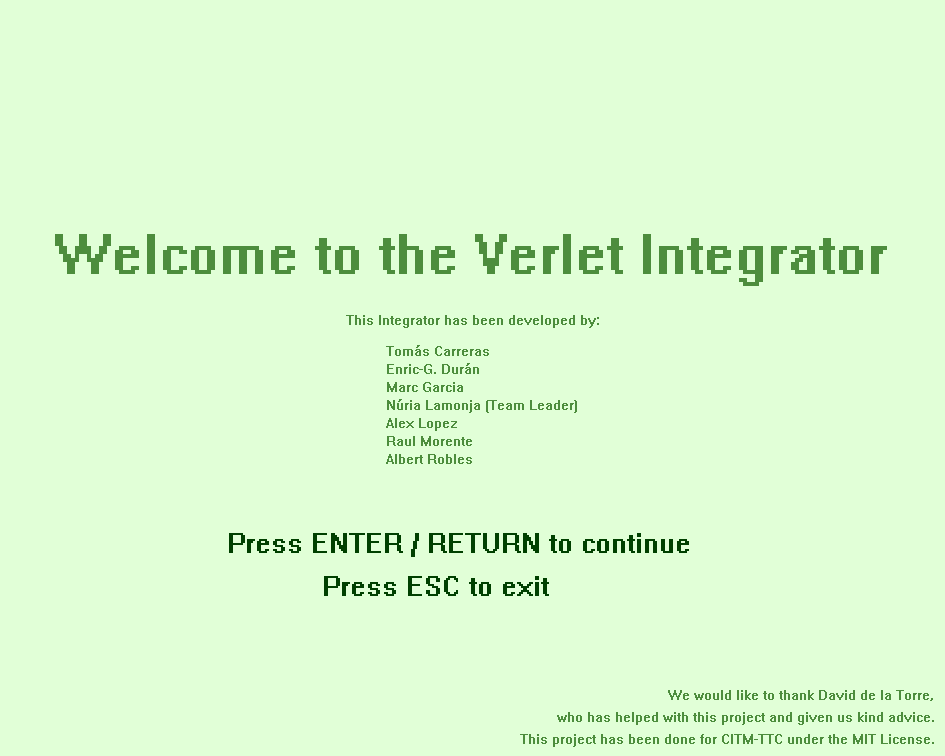 Welcome to the Verlet Integrator
This Integrator has been developed by:
Tomás Carreras
Enric-G. Durán
Marc Garcia
Núria Lamonja (Team Leader)
Alex Lopez
Raul Morente
Albert Robles
Press ENTER / RETURN to continue
Press ESC to exit
We would like to thank David de la Torre,
who has helped with this project and given us kind advice.
This project has been done for CITM-TTC under the MIT License.